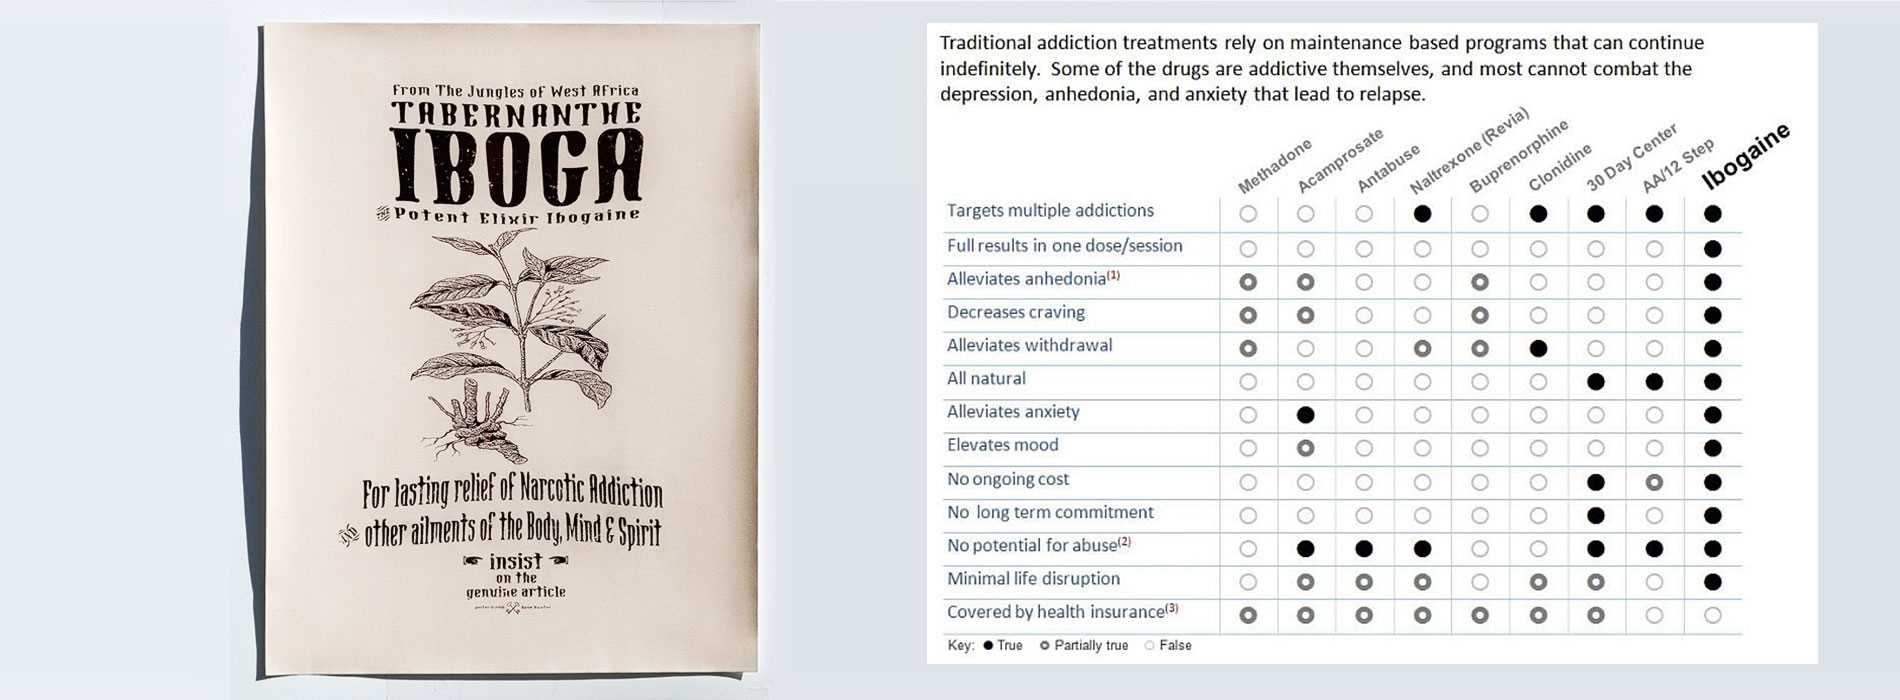 From The Jungles of West Africa
TABERNANTHE
IBOGA
THE Potent Elixir Ibogaine
For lasting relief of Narcotic Addiction
AND other ailments of the Body, Mind & Spirit
insist
on the
genuine article
Traditional addiction treatments rely on maintenance based programs that can continue
indefinitely. Some of the drugs are addictive themselves, and most cannot combat the
depression, anhedonia, and anxiety that lead to relapse.
Methadone
Acamprosate
Antabuse
Naltrexone (Revia)
Buprenorphine
Clonidine
30 Day Center
AA/12 Step
Ibogaine
Targets multiple addictions
Full results in one dose/session
Alleviates anhedonia(1)
Decreases craving
Alleviates withdrawal
All natural
Alleviates anxiety
Elevates mood
No ongoing cost
No long term commitment
No potential for abuse(2)
Minimal life disruption
Covered by health insurance(3)
Key: True Partially true False